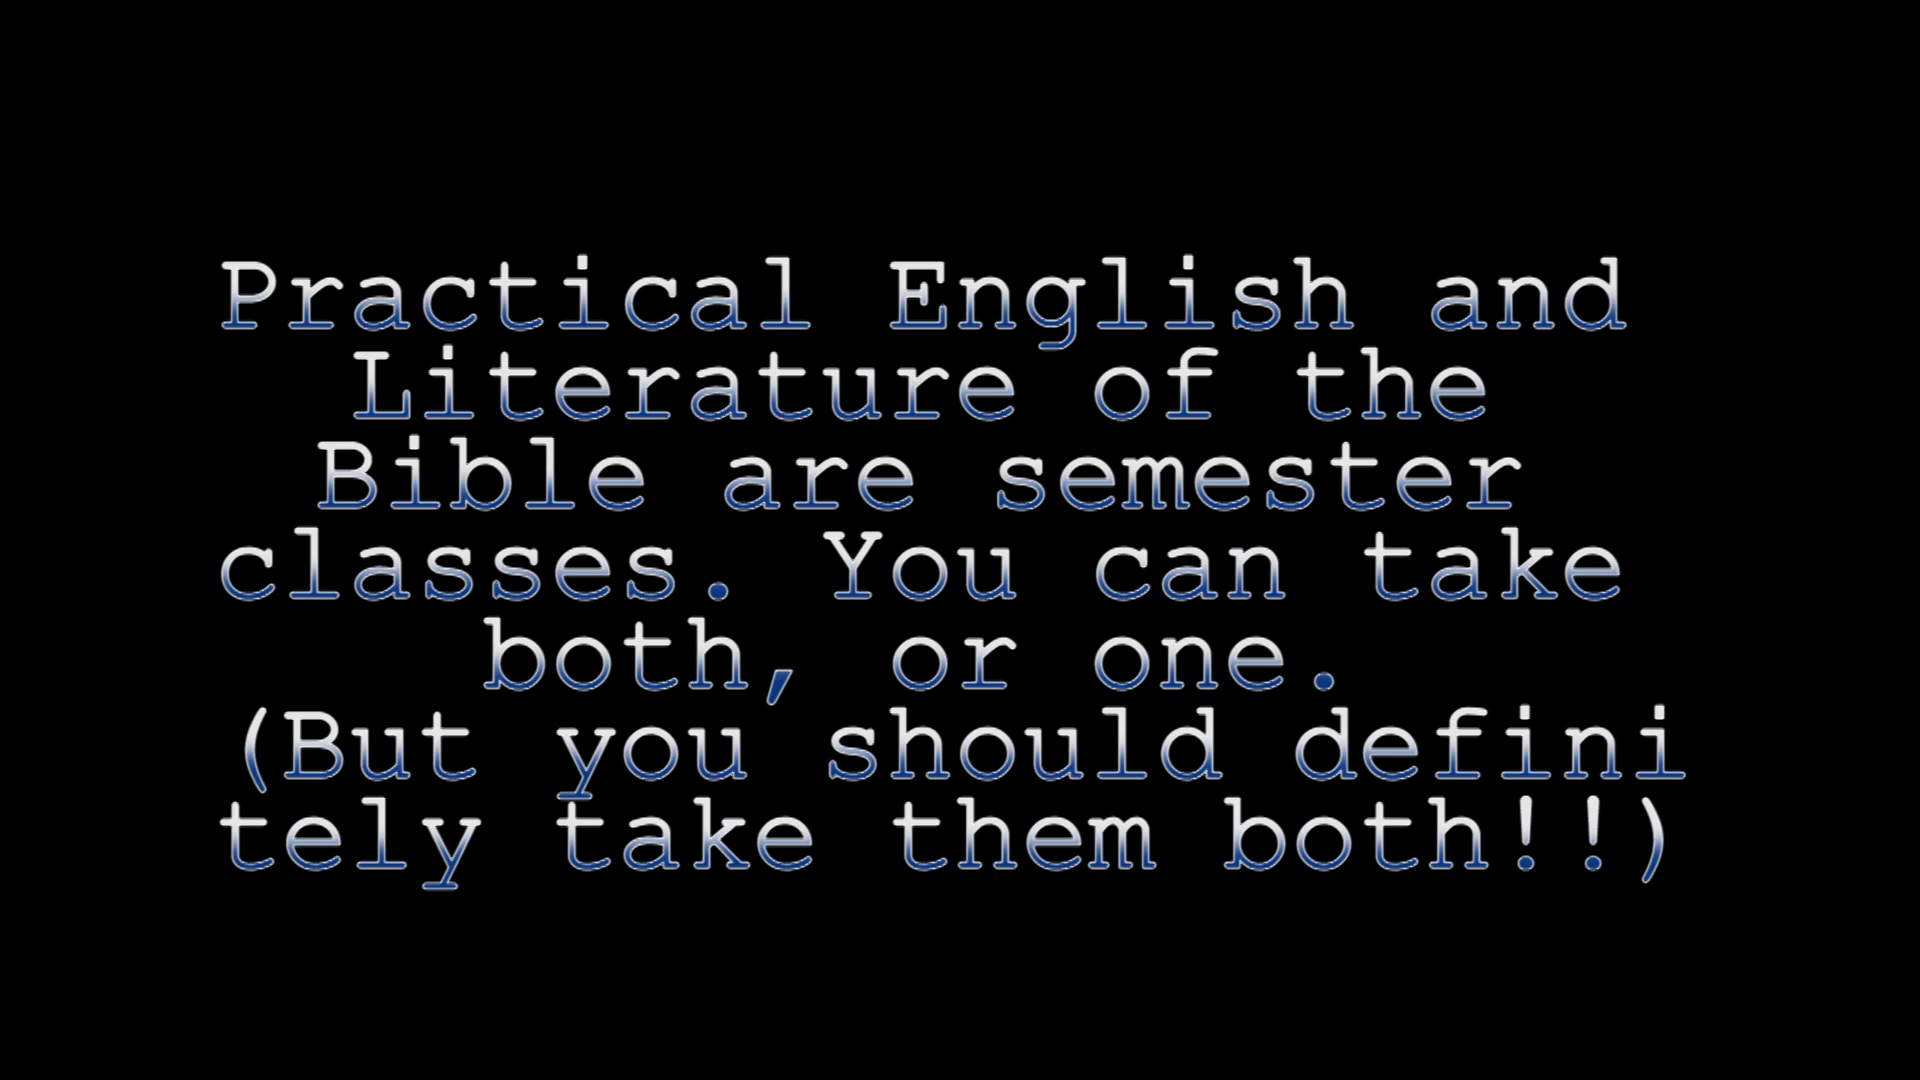 Practical English and
Literature of the
Bible are semester
classes. You can take
both, or one.
(But you should defini
tely take them both!!)